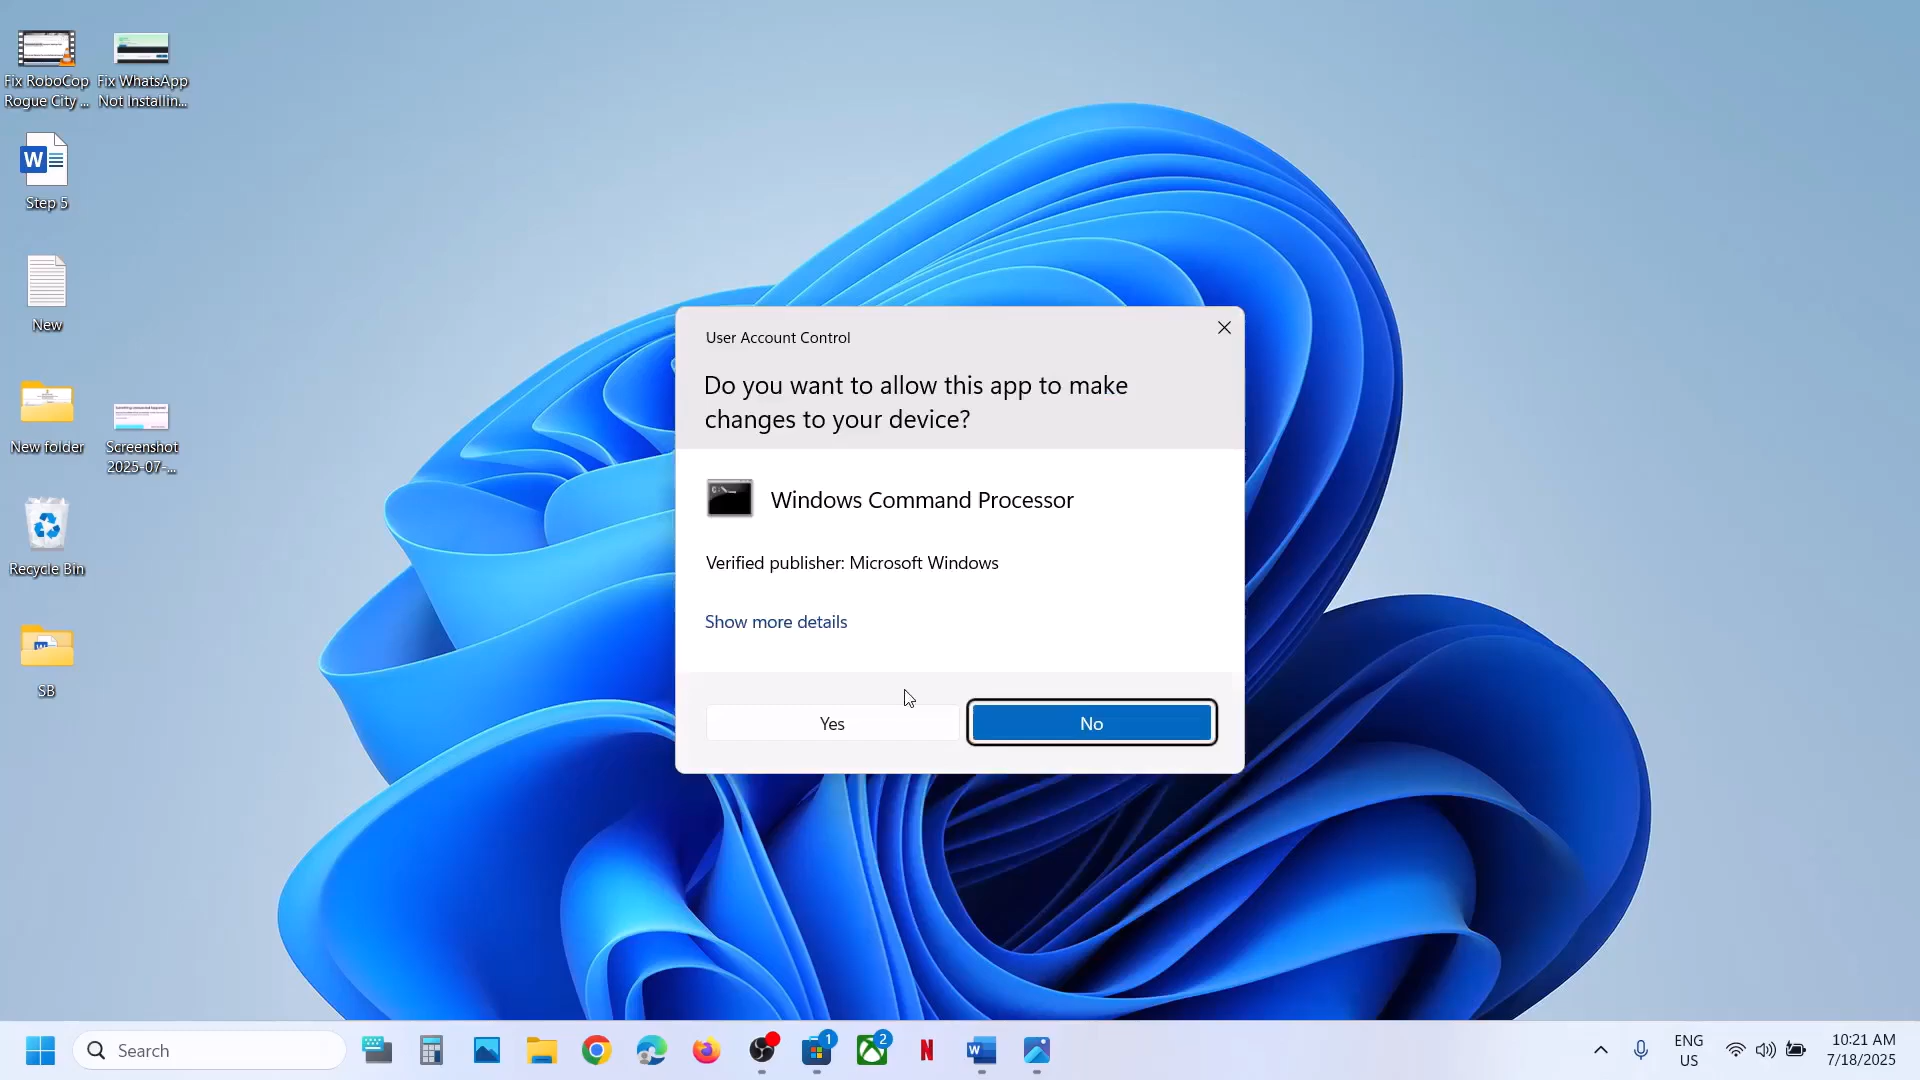 Fix RoboCop
Rogue City ...
Fix WhatsApp
Not Installin...
Step 5
New
New folder
Screenshot
2025-07-...
Recycle Bin
SB
User Account Control
Do you want to allow this app to make
changes to your device?
Windows Command Processor
Verified publisher: Microsoft Windows
Show more details
Yes
No
Search
1
2
ENG
US
10:21 AM
7/18/2025